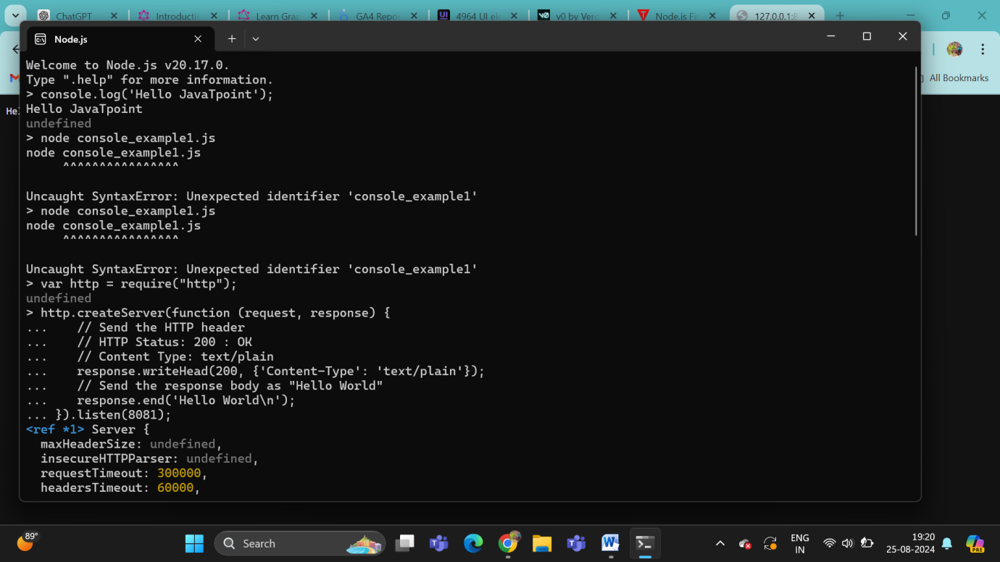 ChatGPT
Introductio
Learn Grap
GA4 Repor
4964 UI ele
v0 by Verc
Node.js Fi
127.0.0.1:8
Node.js
All Bookmarks
Hel
Welcome to Node.js v20.17.0.
Type ".help" for more information.
> console.log('Hello JavaTpoint');
Hello JavaTpoint
undefined
> node console_example1.js
node console_example1.js
     ^^^^^^^^^^^^^^^^
Uncaught SyntaxError: Unexpected identifier 'console_example1'
> node console_example1.js
node console_example1.js
     ^^^^^^^^^^^^^^^^
Uncaught SyntaxError: Unexpected identifier 'console_example1'
> var http = require("http");
undefined
> http.createServer(function (request, response) {
...    // Send the HTTP header
...    // HTTP Status: 200 : OK
...    // Content Type: text/plain
...    response.writeHead(200, {'Content-Type': 'text/plain'});
...    // Send the response body as "Hello World"
...    response.end('Hello World\n');
... }).listen(8081);
<ref *1> Server {
  maxHeaderSize: undefined,
  insecureHTTPParser: undefined,
  requestTimeout: 300000,
  headersTimeout: 60000,
89°
Search
ENG
IN
19:20
25-08-2024
PRE